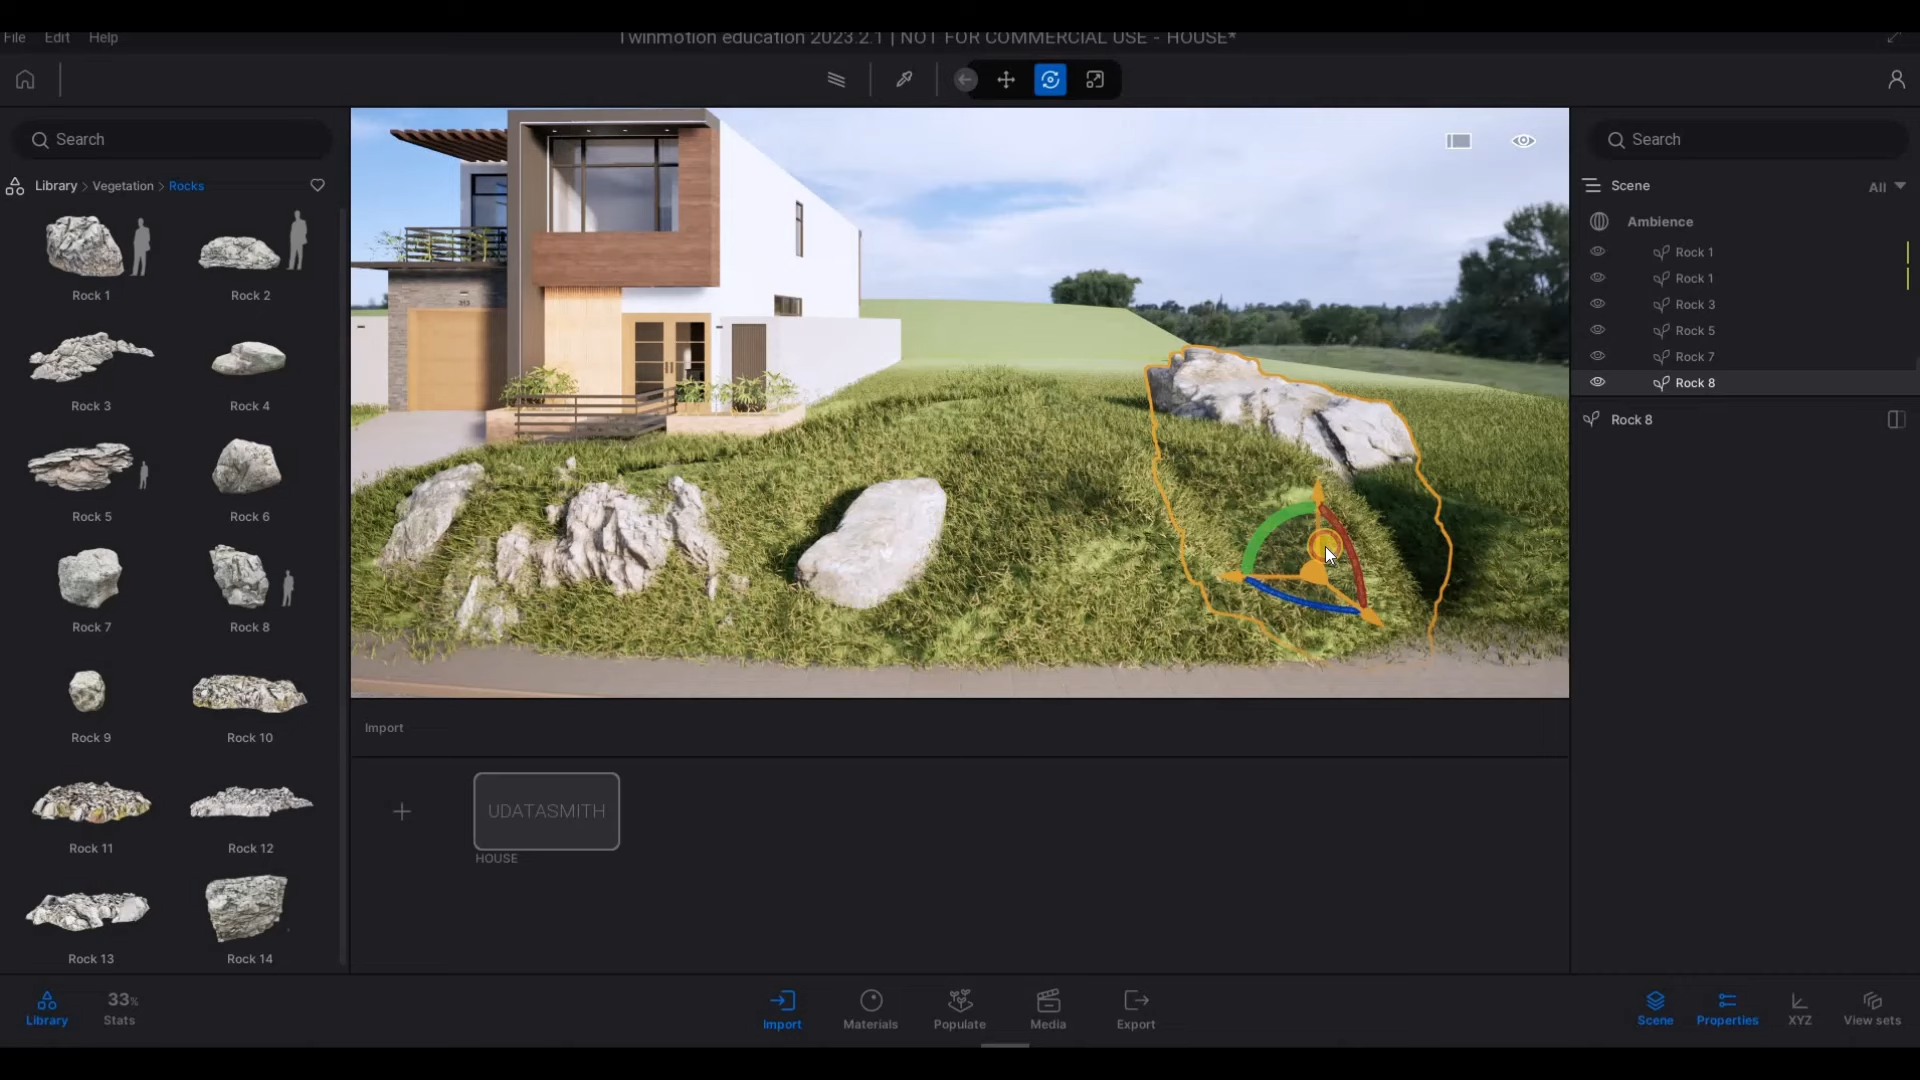 File Edit Help
Twinmotion education 2023.2.1 | NOT FOR COMMERCIAL USE - HOUSE*
Search
Library > Vegetation > Rocks
Rock 1
Rock 2
Rock 3
Rock 4
Rock 5
Rock 6
Rock 7
Rock 8
Rock 9
Rock 10
Rock 11
Rock 12
Rock 13
Rock 14
Import
UDATASMITH
HOUSE
Search
Scene
All
Ambience
Rock 1
Rock 1
Rock 3
Rock 5
Rock 7
Rock 8
Rock 8
Library
33%
Stats
Import
Materials
Populate
Media
Export
Scene
Properties
XYZ
View sets